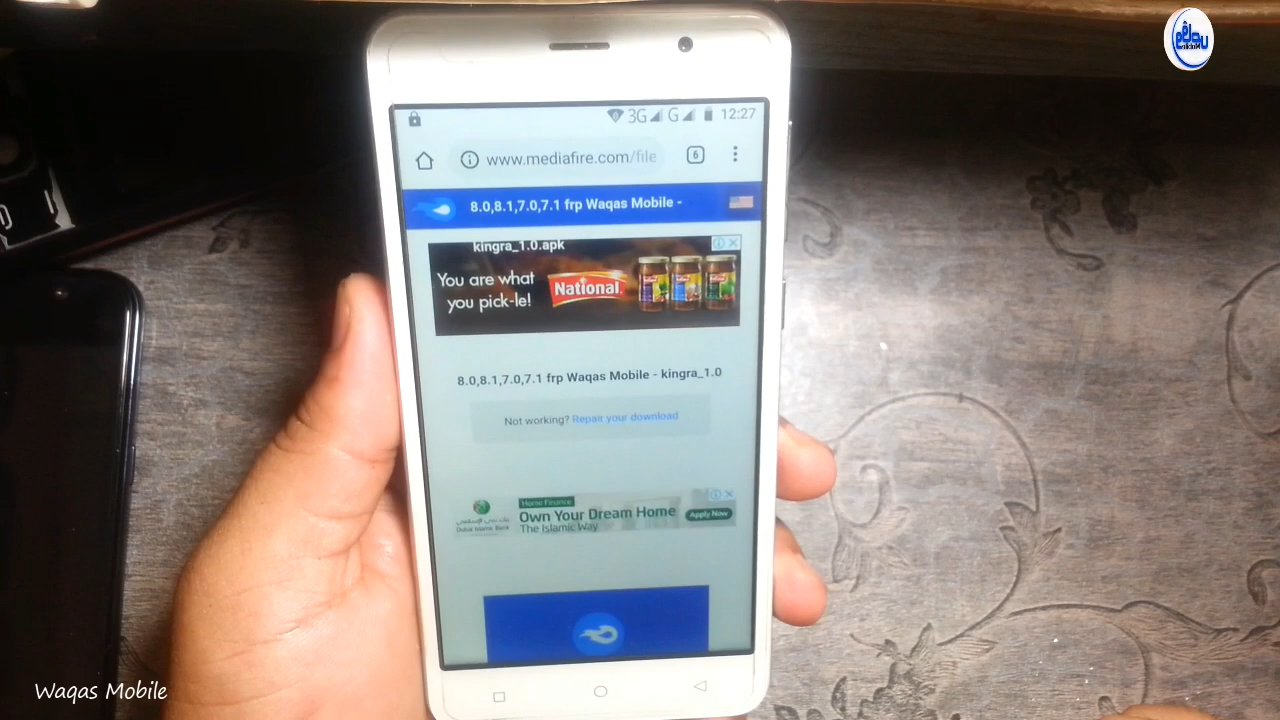 3G G 12:27
www.mediafire.com/file 6
8.0,8.1,7.0,7.1 frp Waqas Mobile -
kingra_1.0.apk
You are what
you pick-le!
National
8.0,8.1,7.0,7.1 frp Waqas Mobile - kingra_1.0
Not working? Repair your download
Home Finance
Own Your Dream Home
The Islamic Way
Apply Now
Dubai Islamic Bank
Waqas Mobile